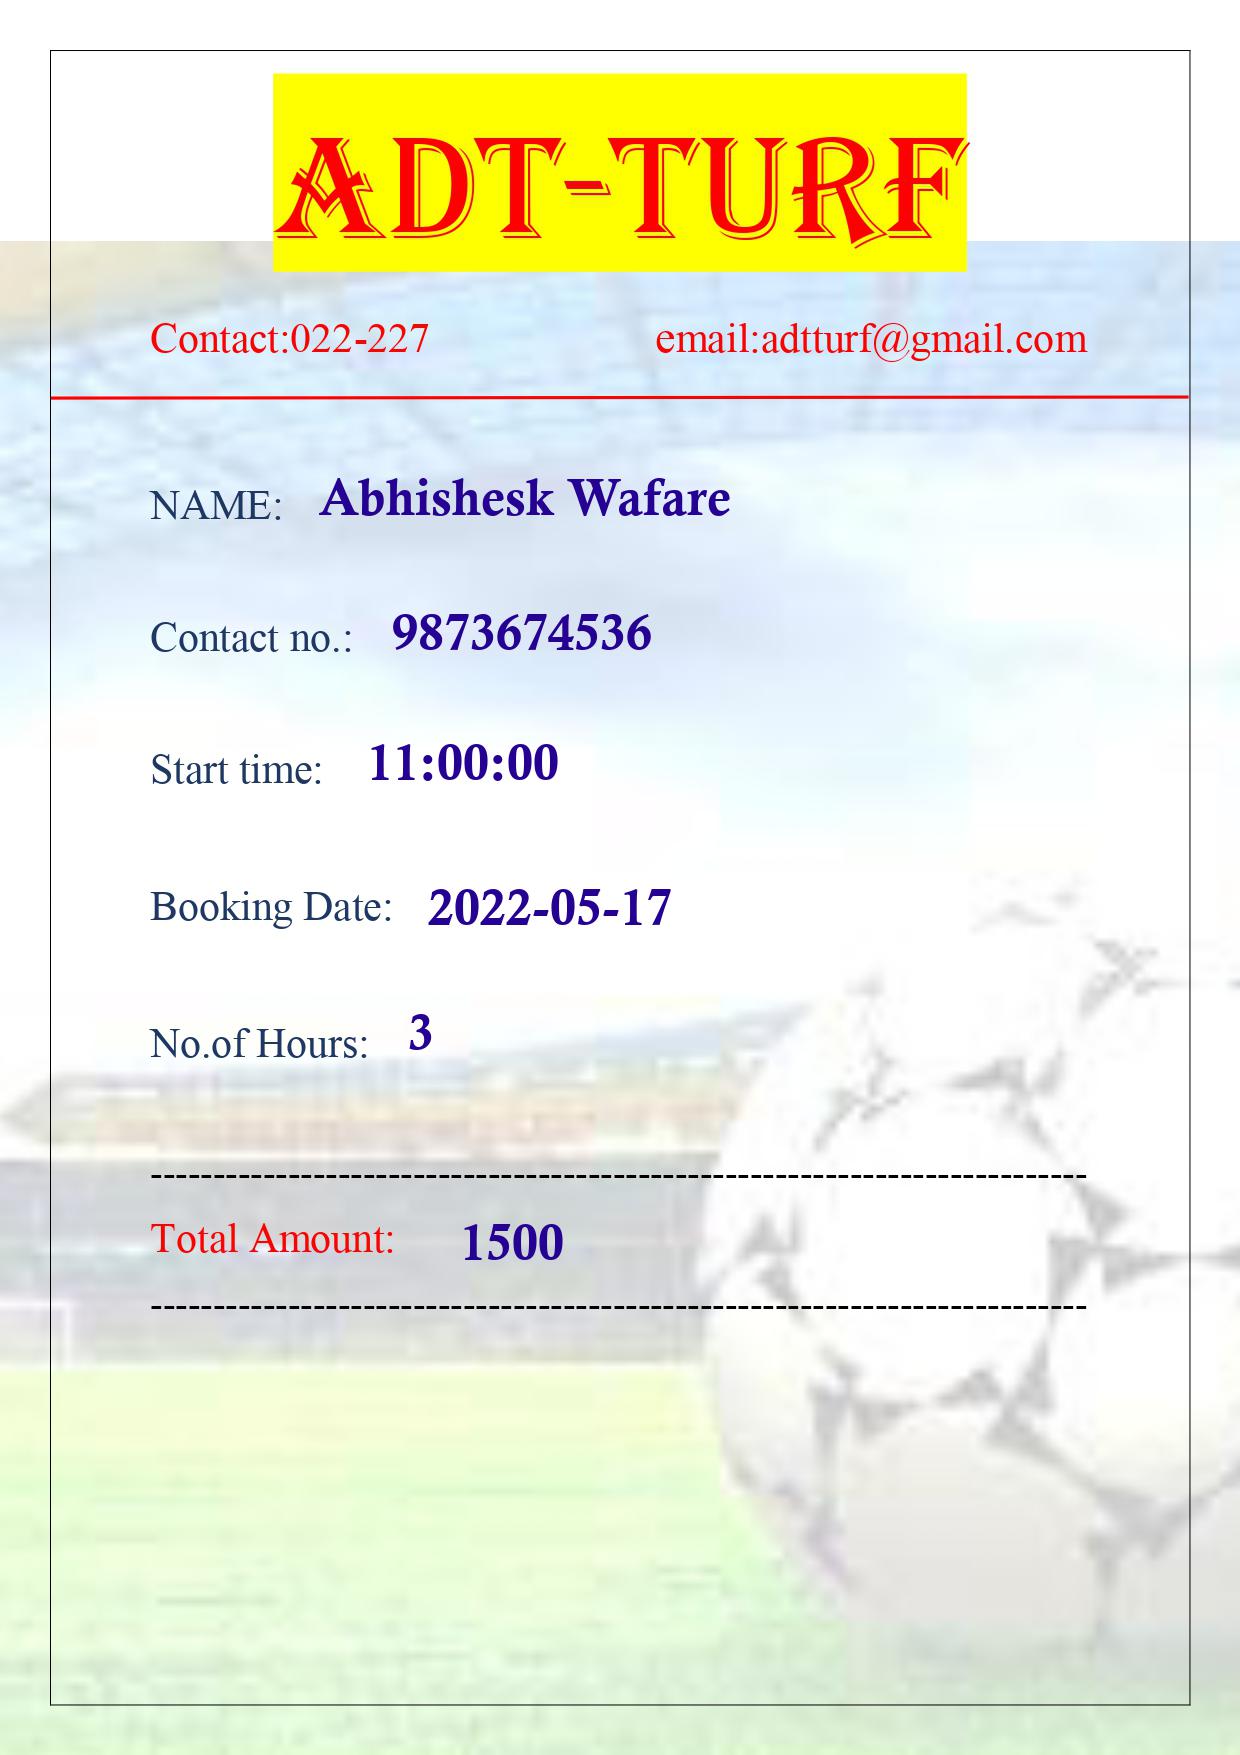 ADT-TURF
Contact:022-227 email:adtturf@gmail.com
NAME: Abhishesk Wafare
Contact no.: 9873674536
Start time: 11:00:00
Booking Date: 2022-05-17
No.of Hours: 3
---------------------------------------------------------------------------
Total Amount: 1500
---------------------------------------------------------------------------